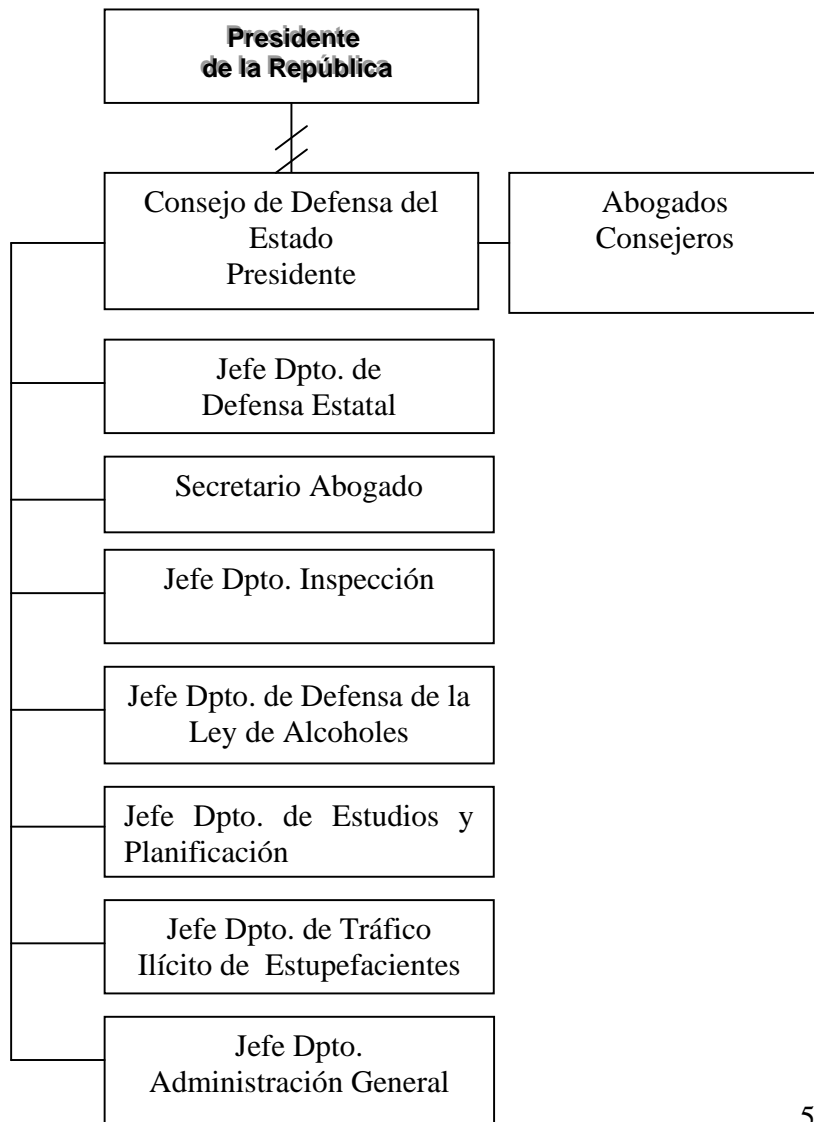 Presidente
de la República
Consejo de Defensa del
Estado
Presidente
Abogados
Consejeros
Jefe Dpto. de
Defensa Estatal
Secretario Abogado
Jefe Dpto. Inspección
Jefe Dpto. de Defensa de la
Ley de Alcoholes
Jefe Dpto. de Estudios y
Planificación
Jefe Dpto. de Tráfico
Ilícito de Estupefacientes
Jefe Dpto.
Administración General
5